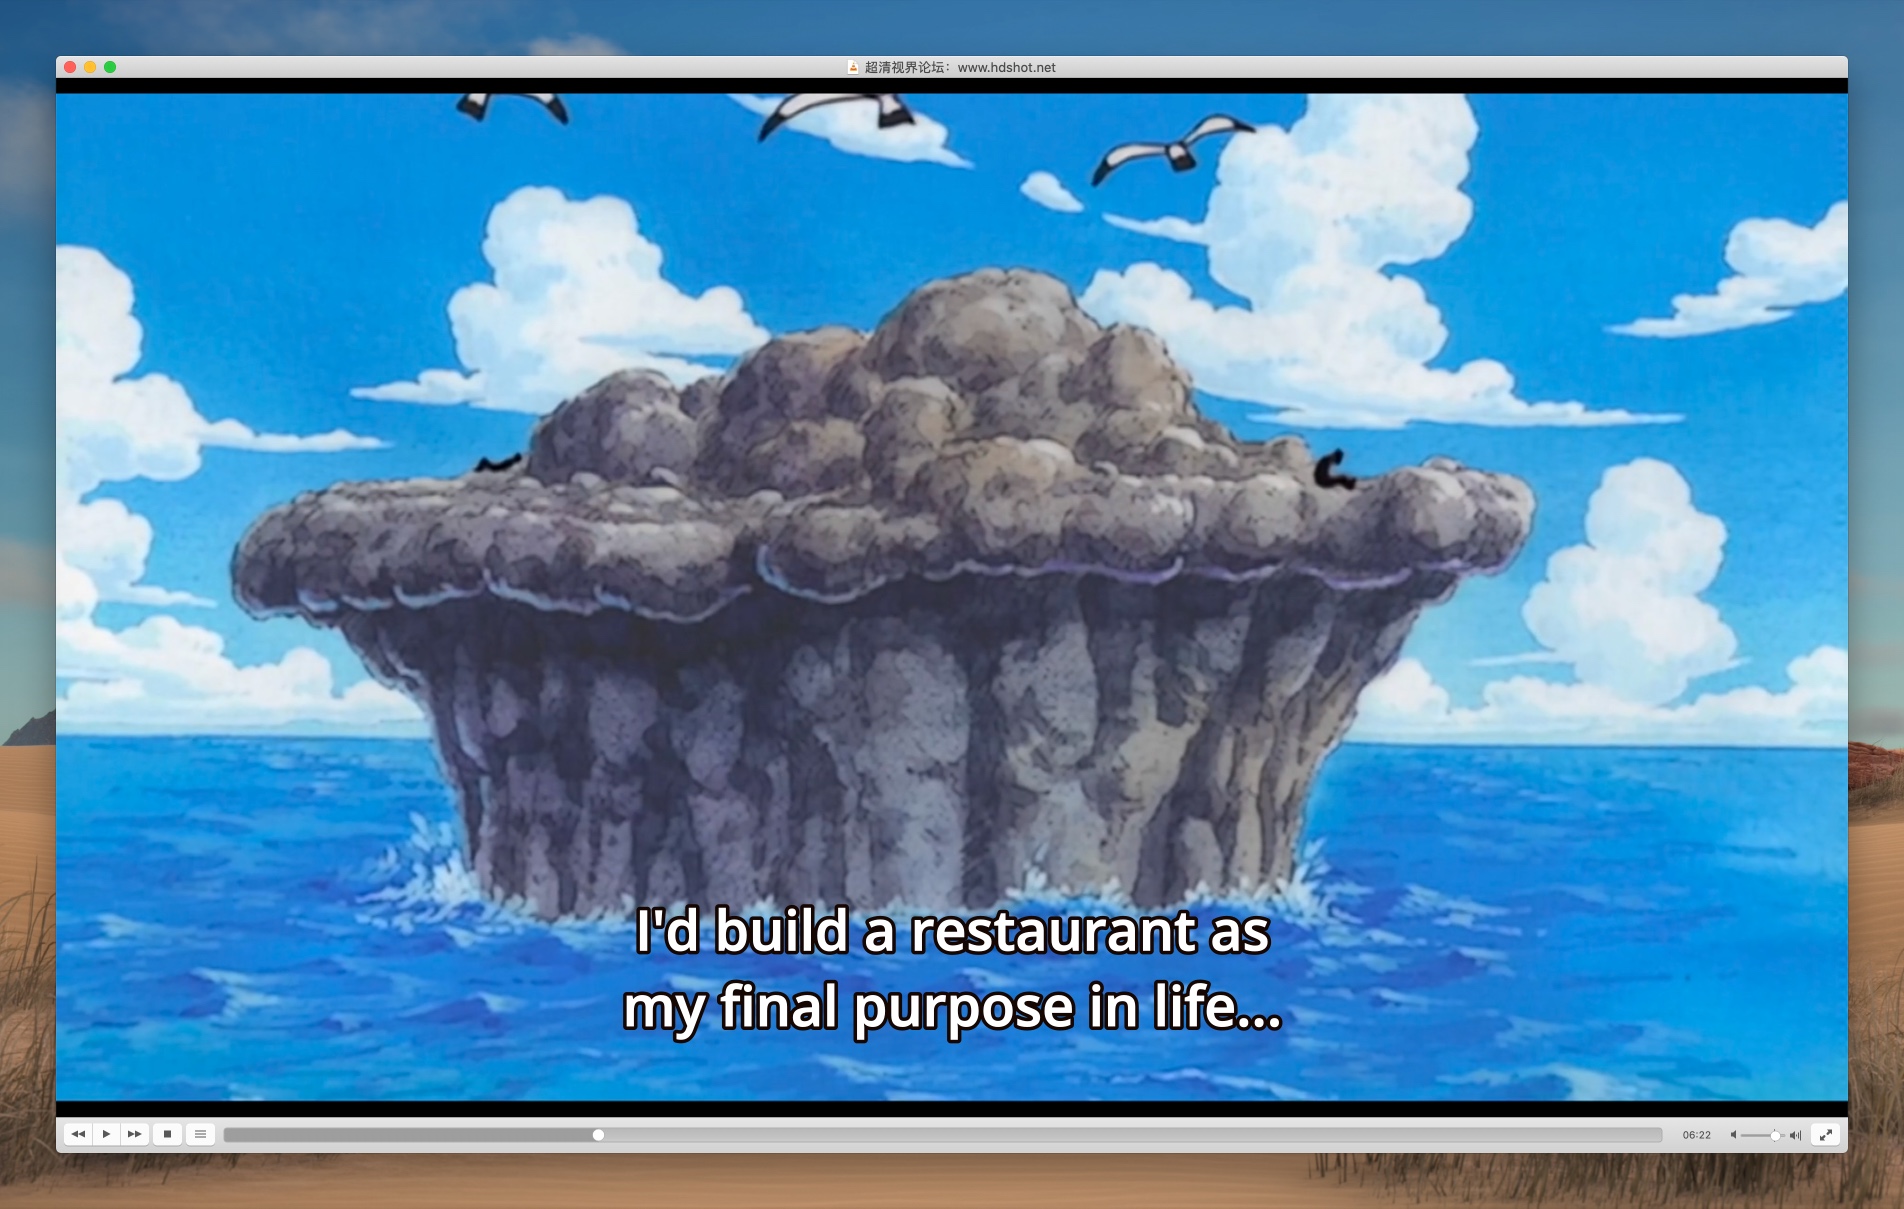 超清视界论坛：www.hdshot.net
I'd build a restaurant as
my final purpose in life...
06:22